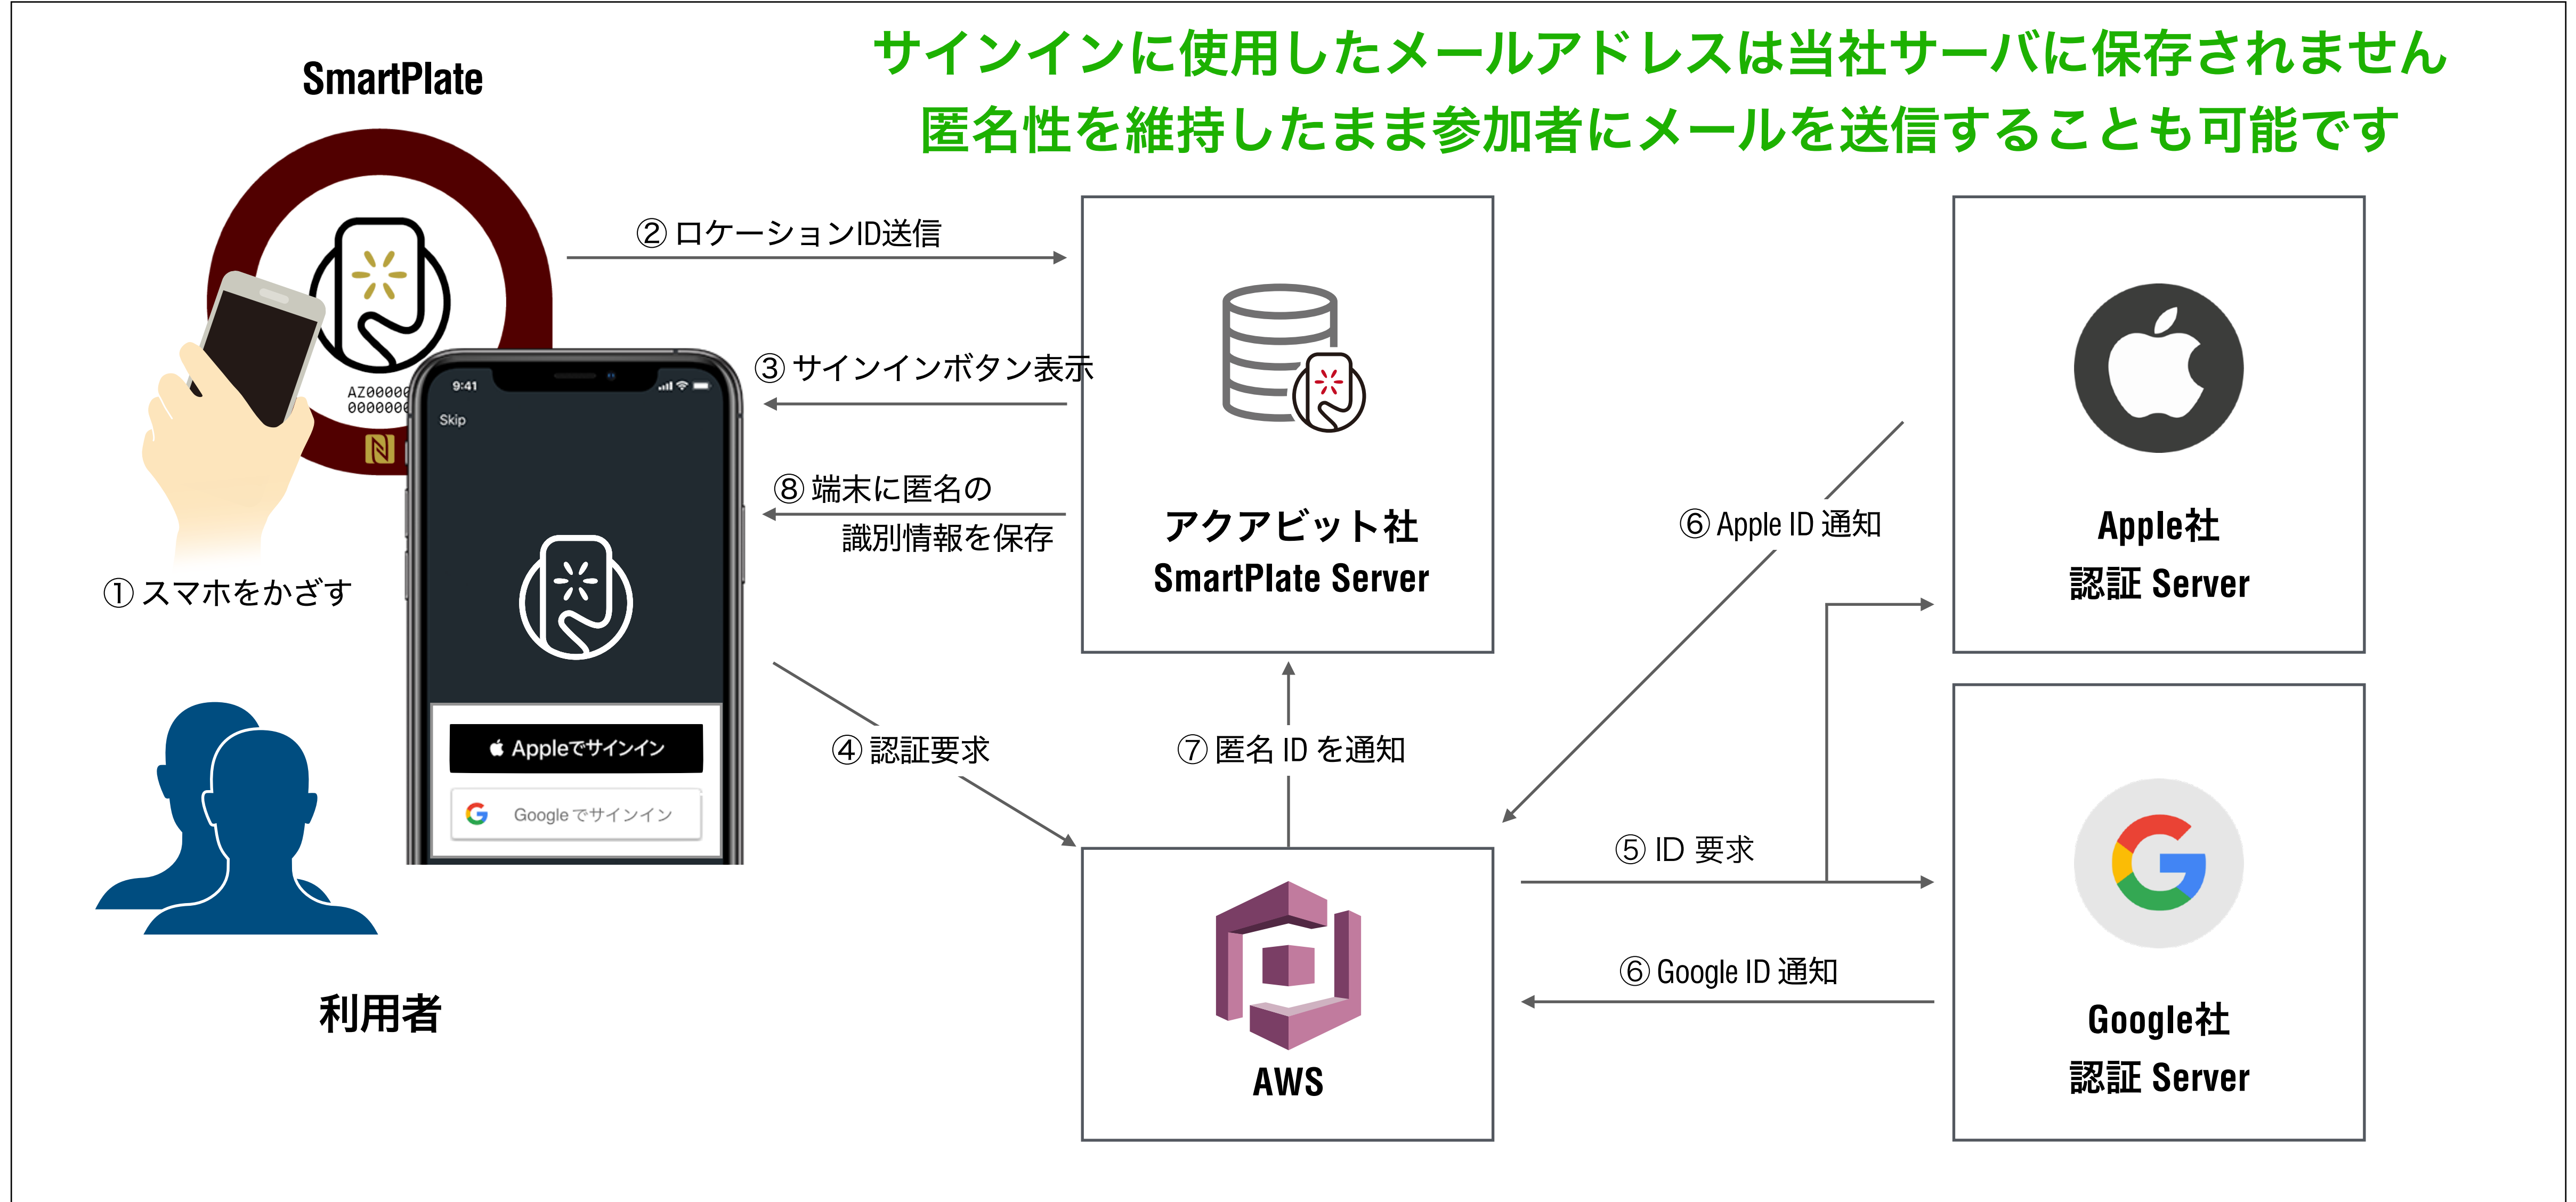 サインインに使用したメールアドレスは当社サーバに保存されません
匿名性を維持したまま参加者にメールを送信することも可能です
SmartPlate
② ロケーションID送信
③ サインインボタン表示
⑧ 端末に匿名の
識別情報を保存
① スマホをかざす
AZ00000
000000
9:41
Skip
Appleでサインイン
Google でサインイン
利用者
アクアビット社
SmartPlate Server
④ 認証要求
⑦ 匿名 ID を通知
AWS
⑤ ID 要求
⑥ Apple ID 通知
⑥ Google ID 通知
Apple社
認証 Server
Google社
認証 Server